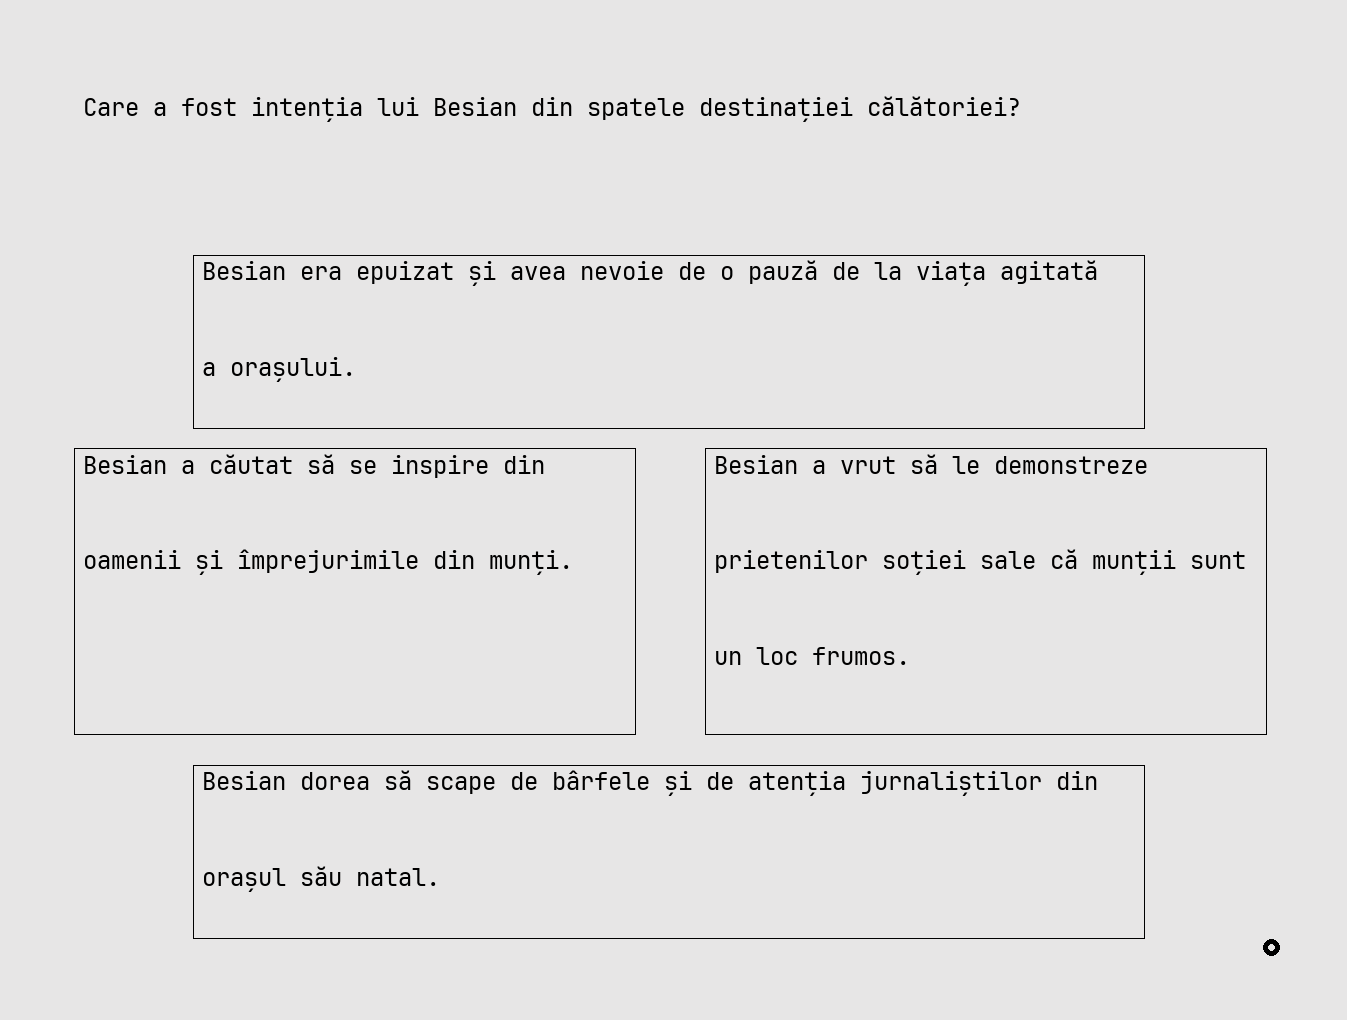 Care a fost intenția lui Besian din spatele destinației călătoriei?
Besian era epuizat și avea nevoie de o pauză de la viața agitată
a orașului.
Besian a căutat să se inspire din
oamenii și împrejurimile din munți.
Besian a vrut să le demonstreze
prietenilor soției sale că munții sunt
un loc frumos.
Besian dorea să scape de bârfele și de atenția jurnaliștilor din
orașul său natal.